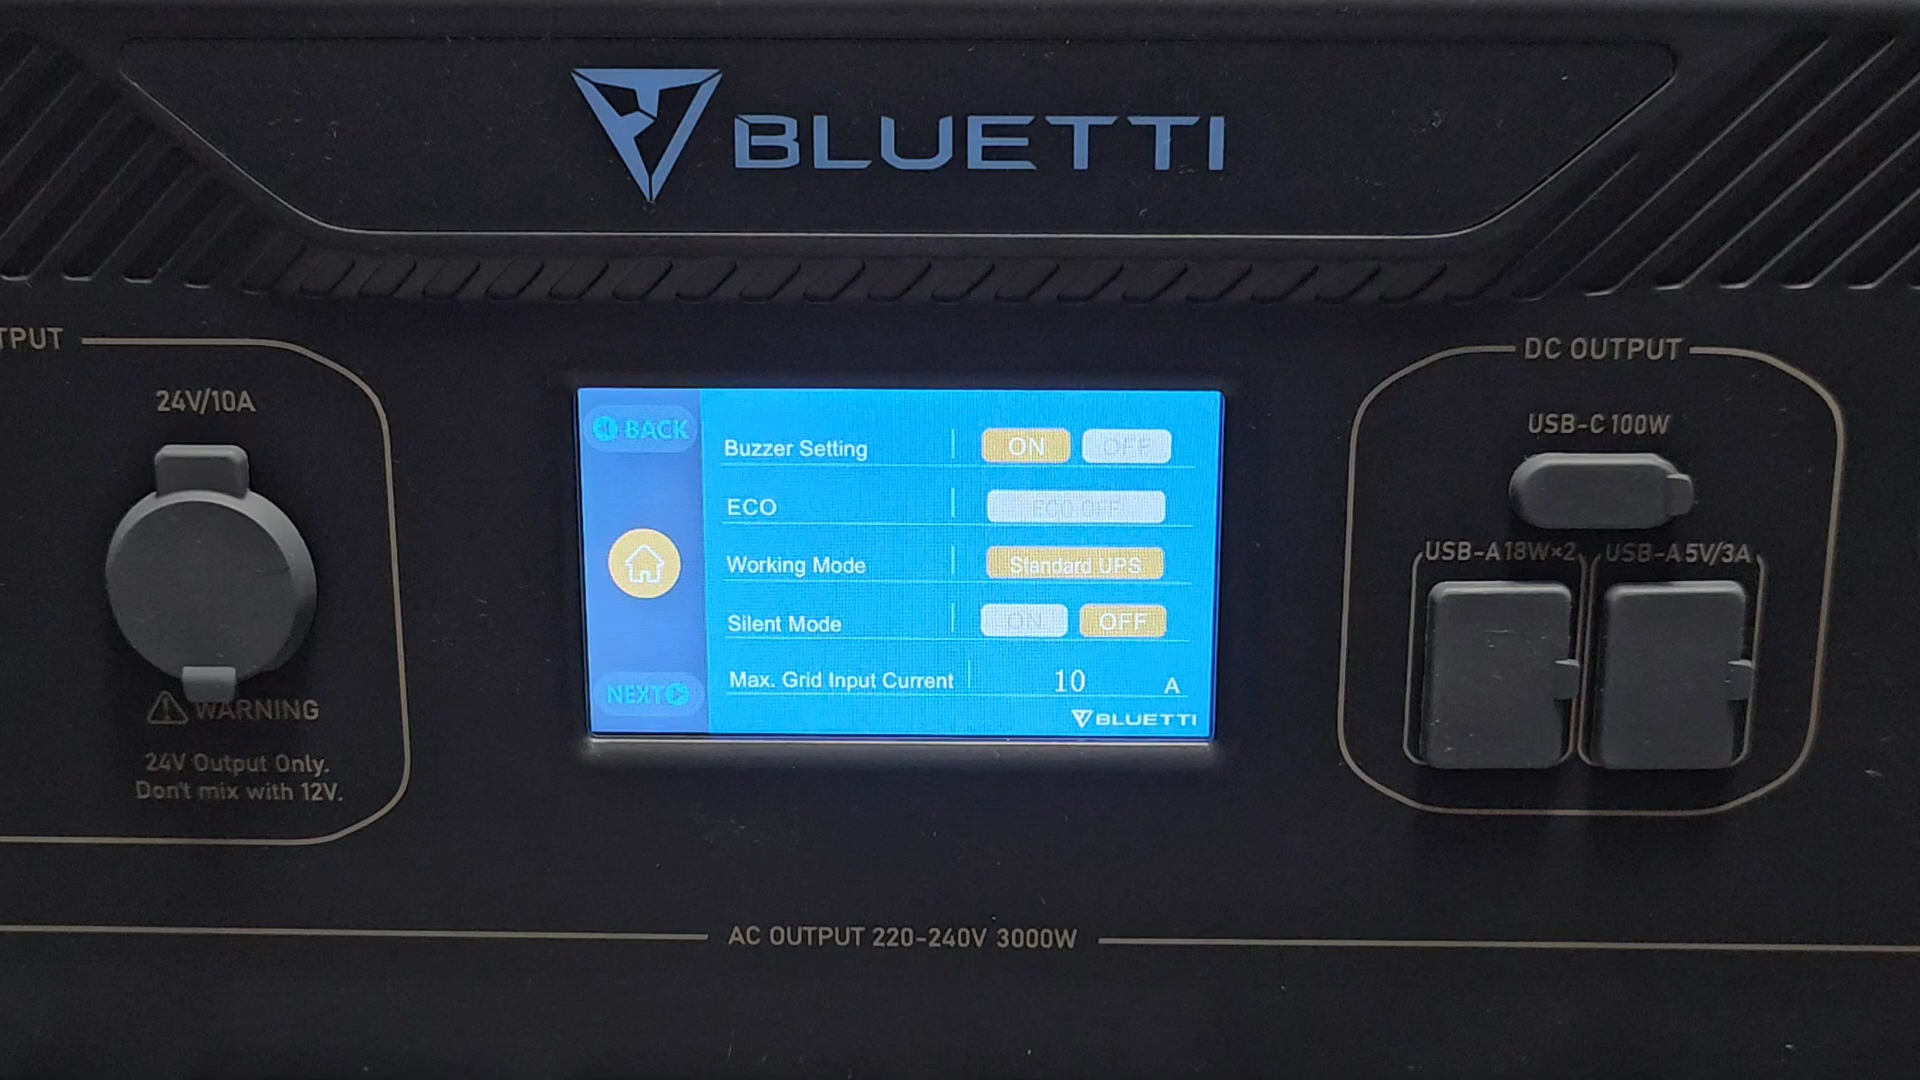 BLUETTI
TPUT
24V/10A
WARNING
24V Output Only.
Don't mix with 12V.
BACK
NEXT
Buzzer Setting ON OFF
ECO ECO OFF
Working Mode Standard UPS
Silent Mode ON OFF
Max. Grid Input Current 10 A
BLUETTI
DC OUTPUT
USB-C 100W
USB-A 18W×2 USB-A 5V/3A
AC OUTPUT 220-240V 3000W